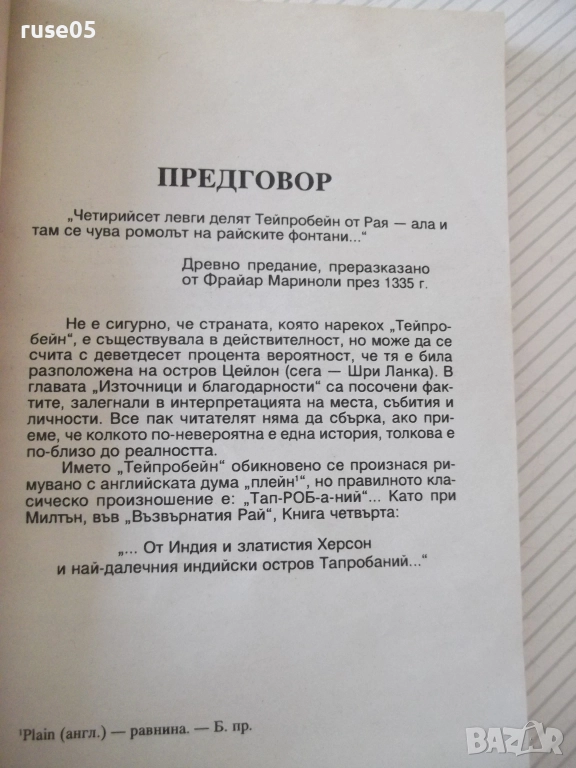 ruse05
ПРЕДГОВОР
„Четирийсет левги делят Тейпробейн от Рая — ала и
там се чува ромолът на райските фонтани...“
Древно предание, преразказано
от Фрайар Мариноли през 1335 г.
Не е сигурно, че страната, която нарекох „Тейпро-
бейн“, е съществувала в действителност, но може да се
счита с деветдесет процента вероятност, че тя е била
разположена на остров Цейлон (сега — Шри Ланка). В
главата „Източници и благодарности“ са посочени фак-
тите, залегнали в интерпретацията на места, събития и
личности. Все пак читателят няма да сбърка, ако прие-
ме, че колкото по-невероятна е една история, толкова е
по-близо до реалността.
Името „Тейпробейн“ обикновено се произнася ри-
мувано с английската дума „плейн¹“, но правилното кла-
сическо произношение е: „Тап-РОБ-а-ний“... Като при
Милтън, във „Възвърнатия Рай“, Книга четвърта:
„... От Индия и златистия Херсон
и най-далечния индийски остров Тапробаний...“
¹Plain (англ.) — равнина. — Б. пр.
BAZAR